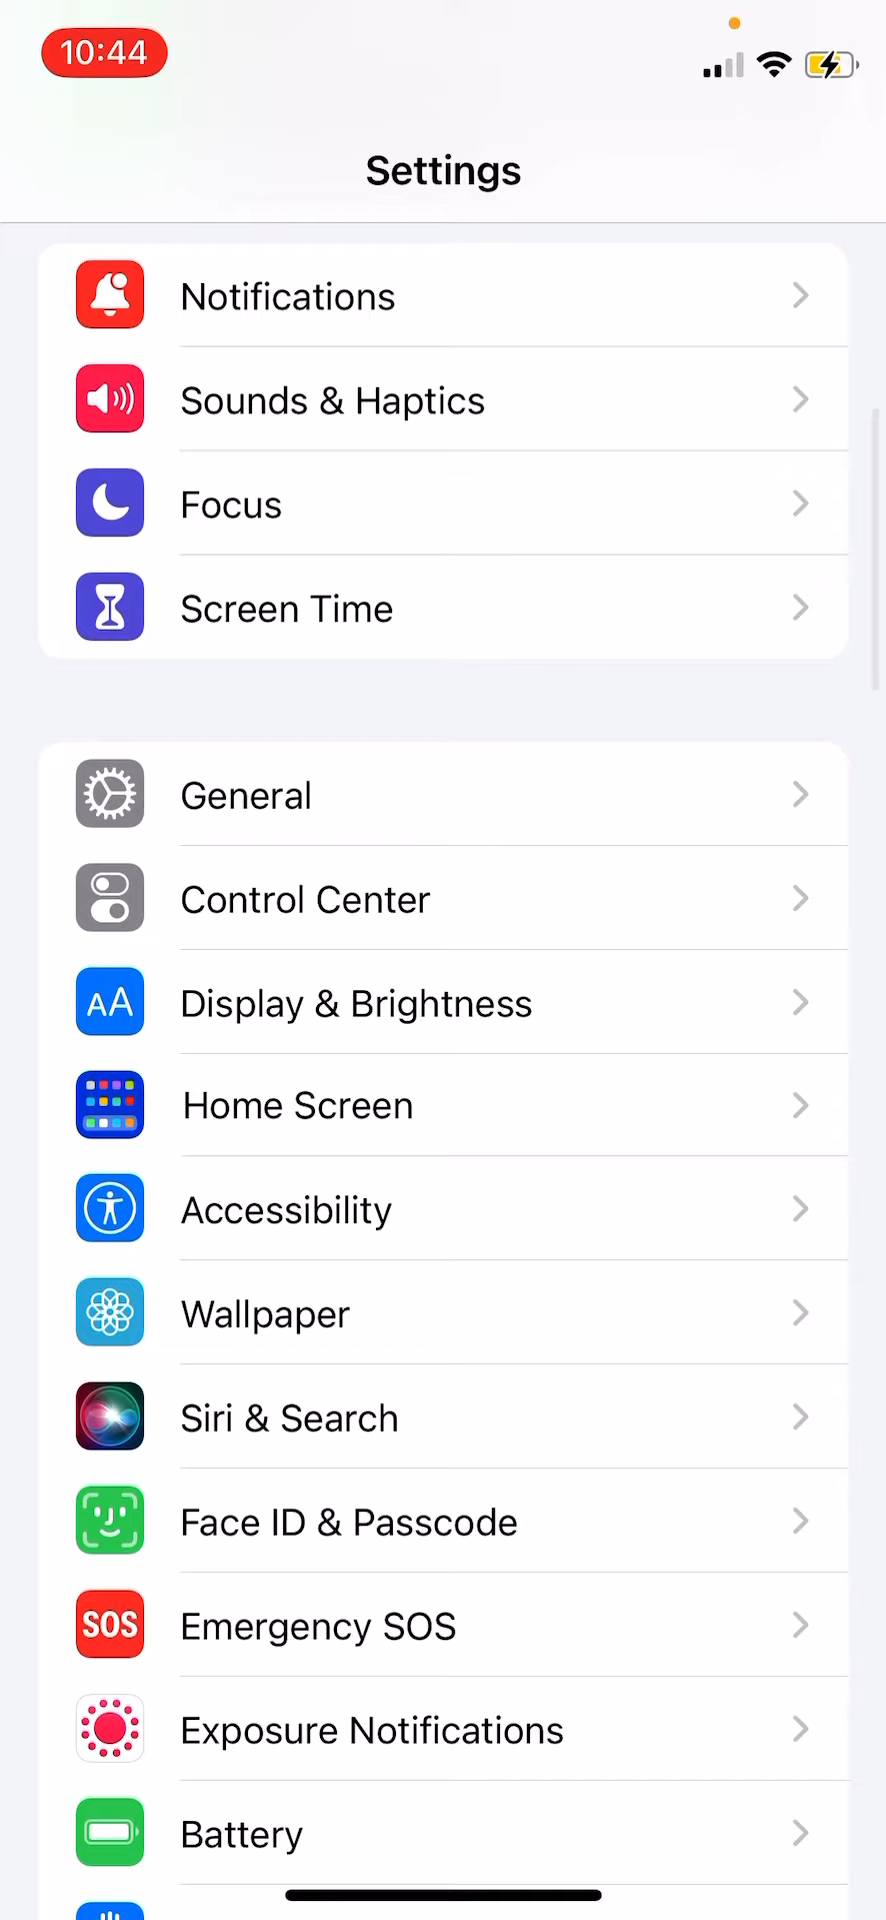 10:44
Settings
Notifications
Sounds & Haptics
Focus
Screen Time
General
Control Center
AA
Display & Brightness
Home Screen
Accessibility
Wallpaper
Siri & Search
Face ID & Passcode
SOS
Emergency SOS
Exposure Notifications
Battery